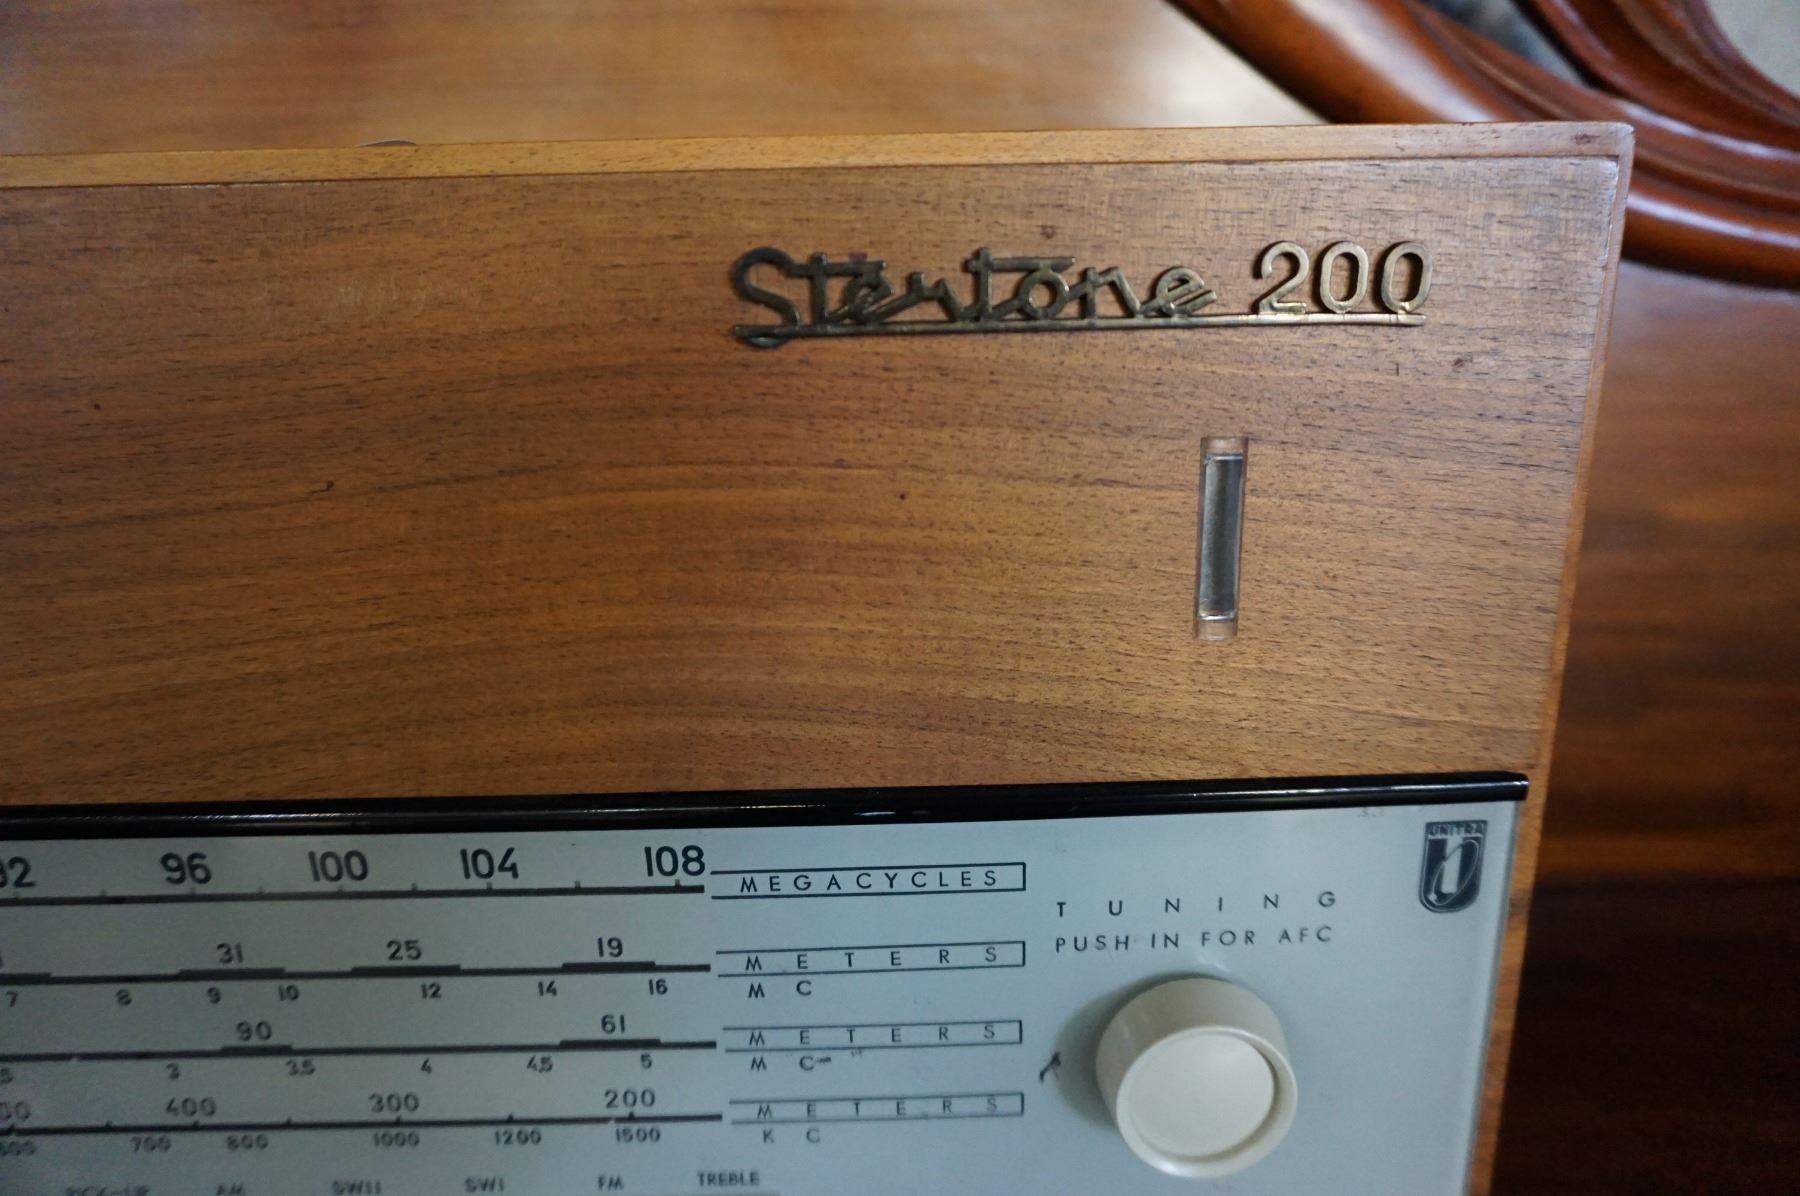 Stertone 200
92 96 100 104 108 MEGACYCLES
UNITRA
TUNING
PUSH IN FOR AFC
31 25 19 METERS
7 8 9 10 12 14 16 MC
90 61 METERS
3 3.5 4 4.5 5 MC
400 300 200 METERS
700 800 1000 1200 1500 KC
SWII SWI FM TREBLE